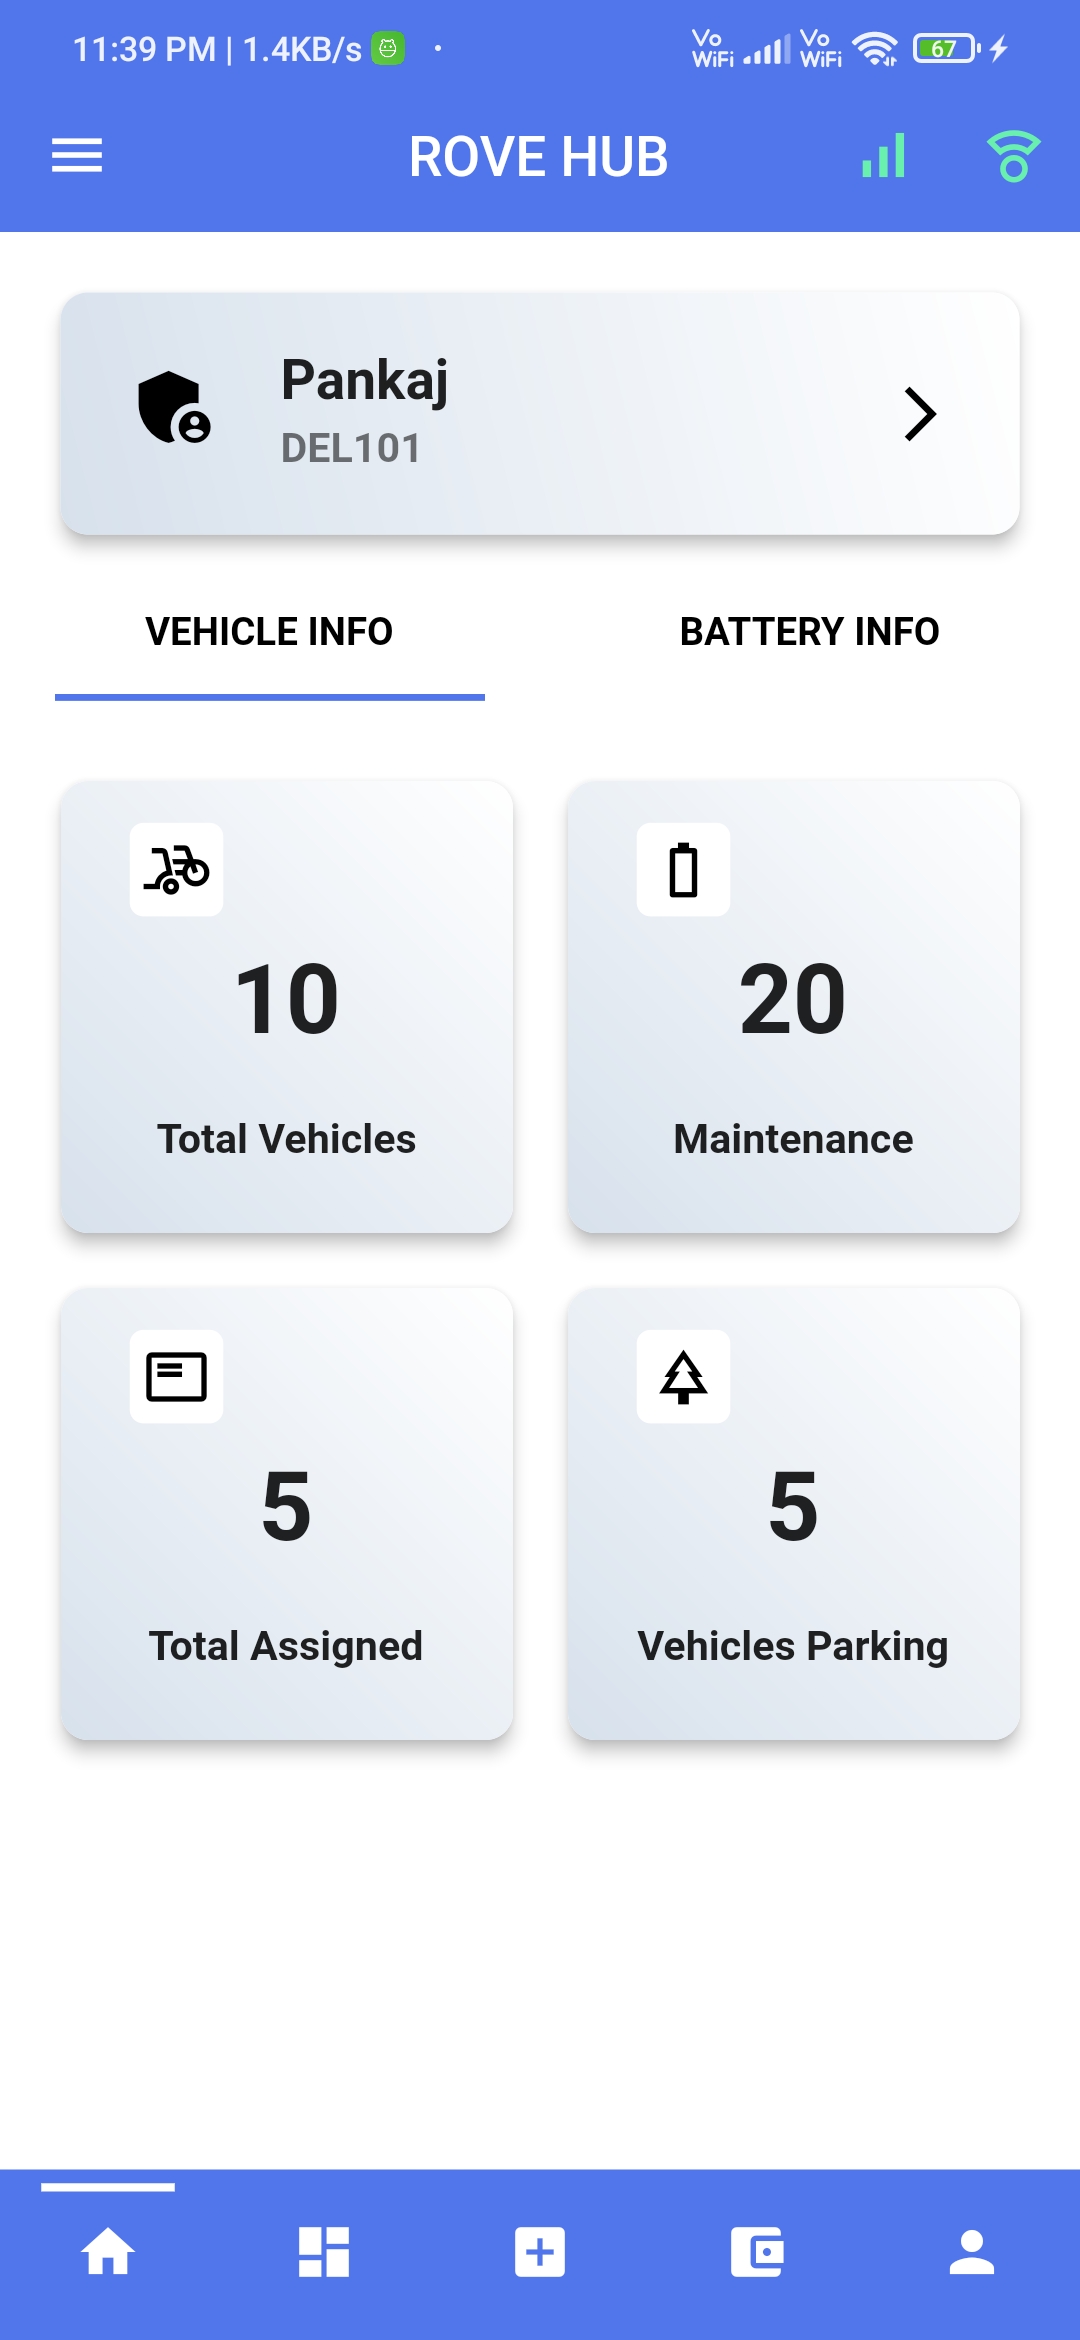 11:39 PM | 1.4KB/s
Vo WiFi Vo WiFi 67
ROVE HUB
Pankaj
DEL101
VEHICLE INFO BATTERY INFO
10 20
Total Vehicles Maintenance
5 5
Total Assigned Vehicles Parking